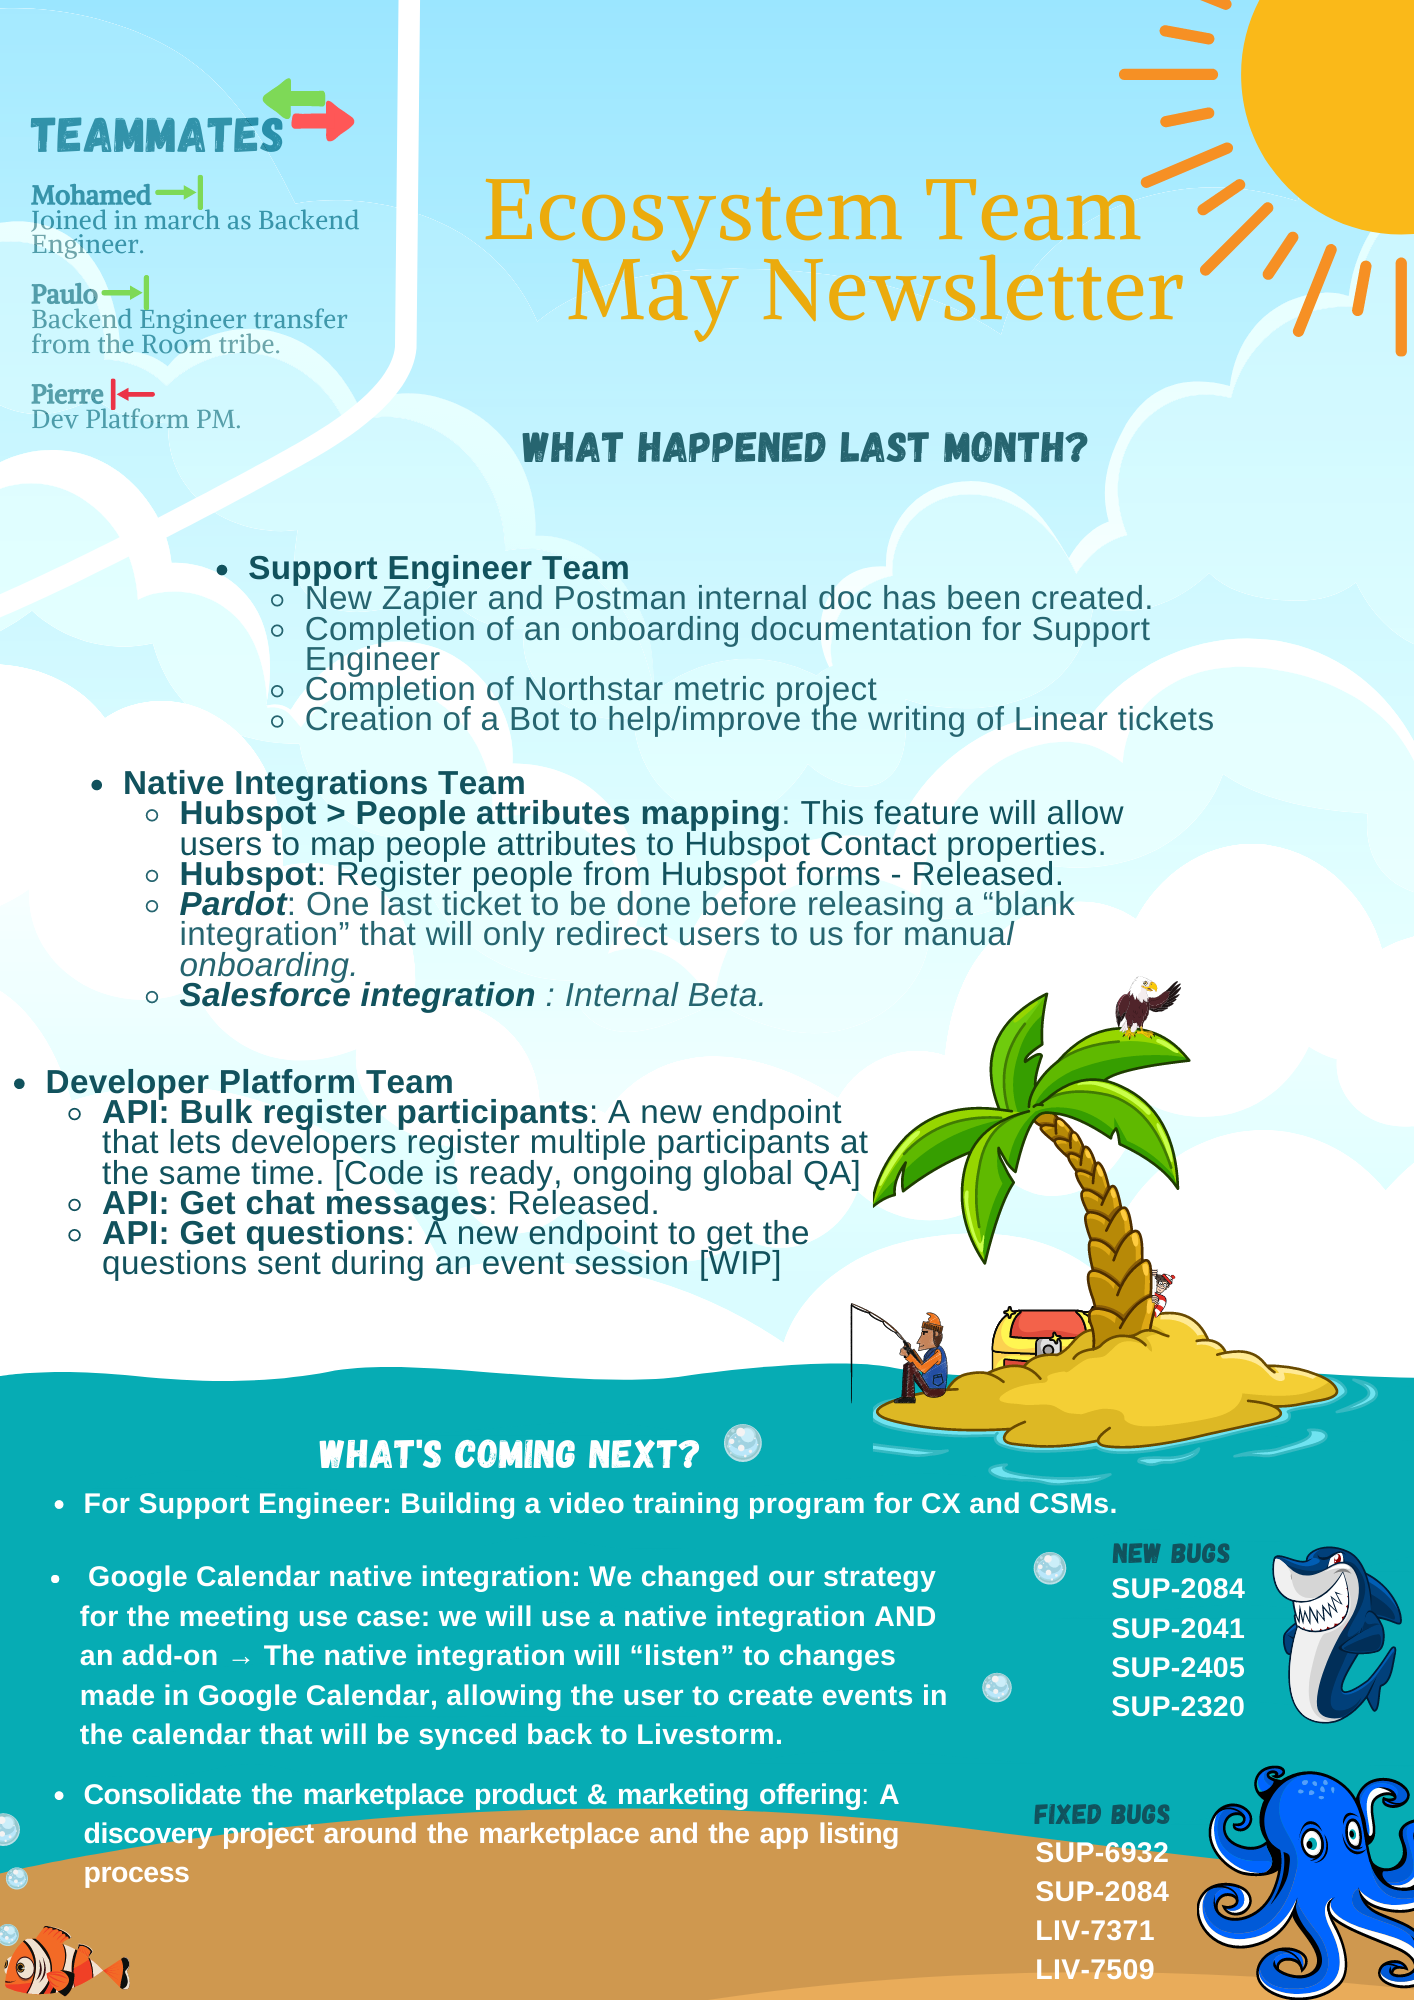 TEAMMATES
Mohamed
Joined in march as Backend
Engineer.
Paulo
Backend Engineer transfer
from the Room tribe.
Pierre
Dev Platform PM.
Ecosystem Team
May Newsletter
WHAT HAPPENED LAST MONTH?
• Support Engineer Team
◦ New Zapier and Postman internal doc has been created.
◦ Completion of an onboarding documentation for Support
Engineer
◦ Completion of Northstar metric project
◦ Creation of a Bot to help/improve the writing of Linear tickets
• Native Integrations Team
◦ Hubspot > People attributes mapping: This feature will allow
users to map people attributes to Hubspot Contact properties.
◦ Hubspot: Register people from Hubspot forms - Released.
◦ Pardot: One last ticket to be done before releasing a “blank
integration” that will only redirect users to us for manual
onboarding.
◦ Salesforce integration : Internal Beta.
• Developer Platform Team
◦ API: Bulk register participants: A new endpoint
that lets developers register multiple participants at
the same time. [Code is ready, ongoing global QA]
◦ API: Get chat messages: Released.
◦ API: Get questions: A new endpoint to get the
questions sent during an event session [WIP]
WHAT'S COMING NEXT?
• For Support Engineer: Building a video training program for CX and CSMs.
• Google Calendar native integration: We changed our strategy
for the meeting use case: we will use a native integration AND
an add-on → The native integration will “listen” to changes
made in Google Calendar, allowing the user to create events in
the calendar that will be synced back to Livestorm.
• Consolidate the marketplace product & marketing offering: A
discovery project around the marketplace and the app listing
process
NEW BUGS
SUP-2084
SUP-2041
SUP-2405
SUP-2320
FIXED BUGS
SUP-6932
SUP-2084
LIV-7371
LIV-7509